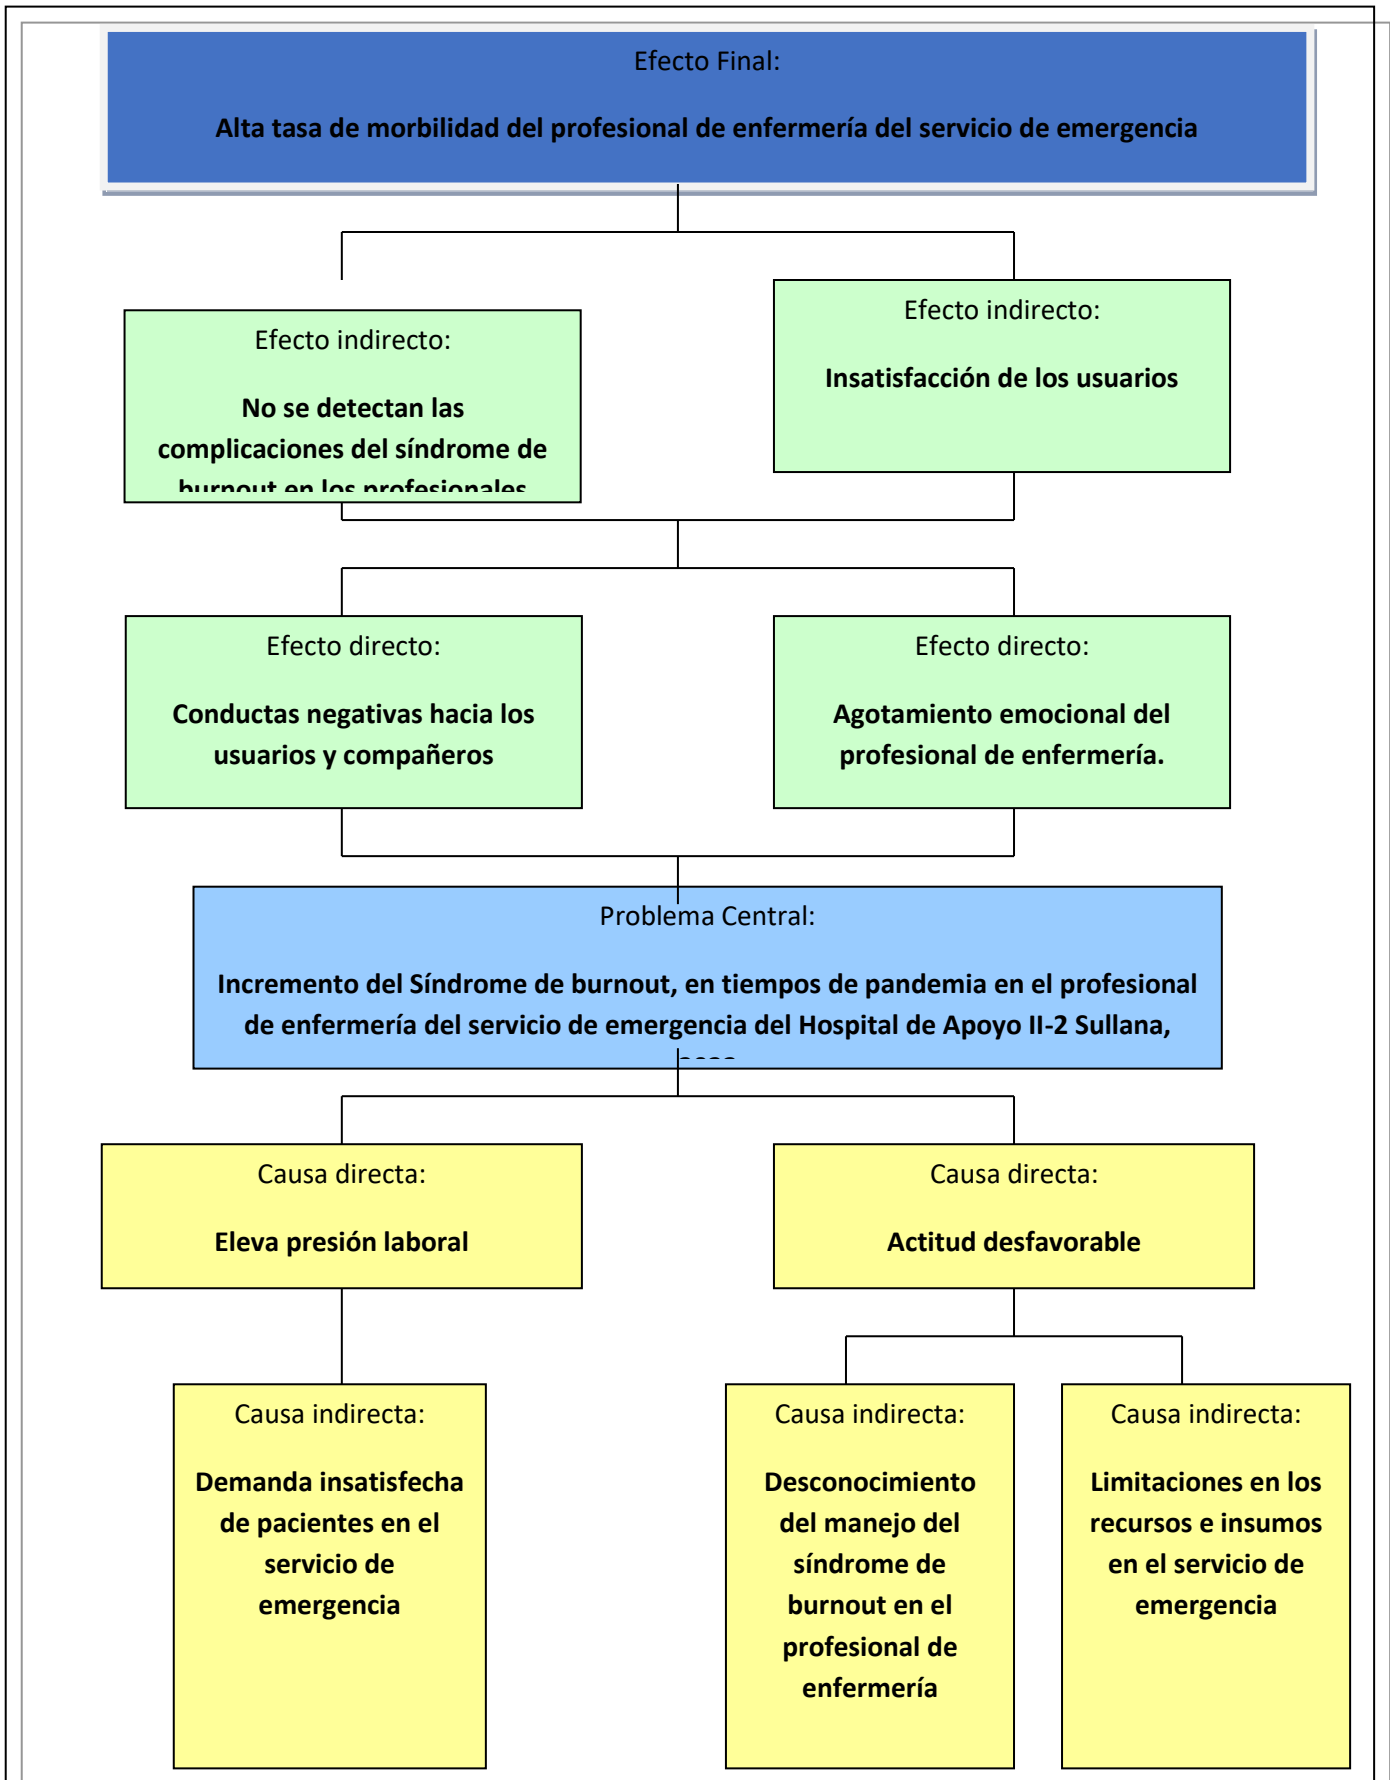 Efecto Final:
Alta tasa de morbilidad del profesional de enfermería del servicio de emergencia
Efecto indirecto:
No se detectan las
complicaciones del síndrome de
burnout en los profesionales
Efecto indirecto:
Insatisfacción de los usuarios
Efecto directo:
Conductas negativas hacia los
usuarios y compañeros
Efecto directo:
Agotamiento emocional del
profesional de enfermería.
Problema Central:
Incremento del Síndrome de burnout, en tiempos de pandemia en el profesional
de enfermería del servicio de emergencia del Hospital de Apoyo II-2 Sullana,
Causa directa:
Eleva presión laboral
Causa directa:
Actitud desfavorable
Causa indirecta:
Demanda insatisfecha
de pacientes en el
servicio de
emergencia
Causa indirecta:
Desconocimiento
del manejo del
síndrome de
burnout en el
profesional de
enfermería
Causa indirecta:
Limitaciones en los
recursos e insumos
en el servicio de
emergencia